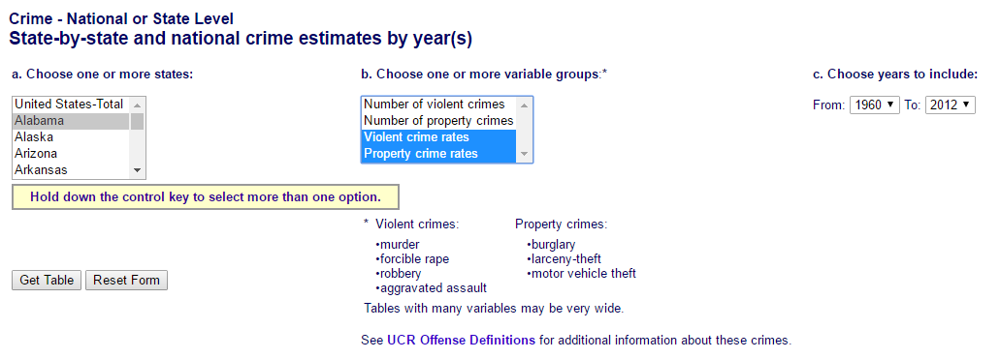 Crime - National or State Level
State-by-state and national crime estimates by year(s)
a. Choose one or more states:
b. Choose one or more variable groups:*
c. Choose years to include:
United States-Total
Alabama
Alaska
Arizona
Arkansas
Number of violent crimes
Number of property crimes
Violent crime rates
Property crime rates
From: 1960 To: 2012
Hold down the control key to select more than one option.
* Violent crimes:
•murder
•forcible rape
•robbery
•aggravated assault
Property crimes:
•burglary
•larceny-theft
•motor vehicle theft
Get Table Reset Form
Tables with many variables may be very wide.
See UCR Offense Definitions for additional information about these crimes.